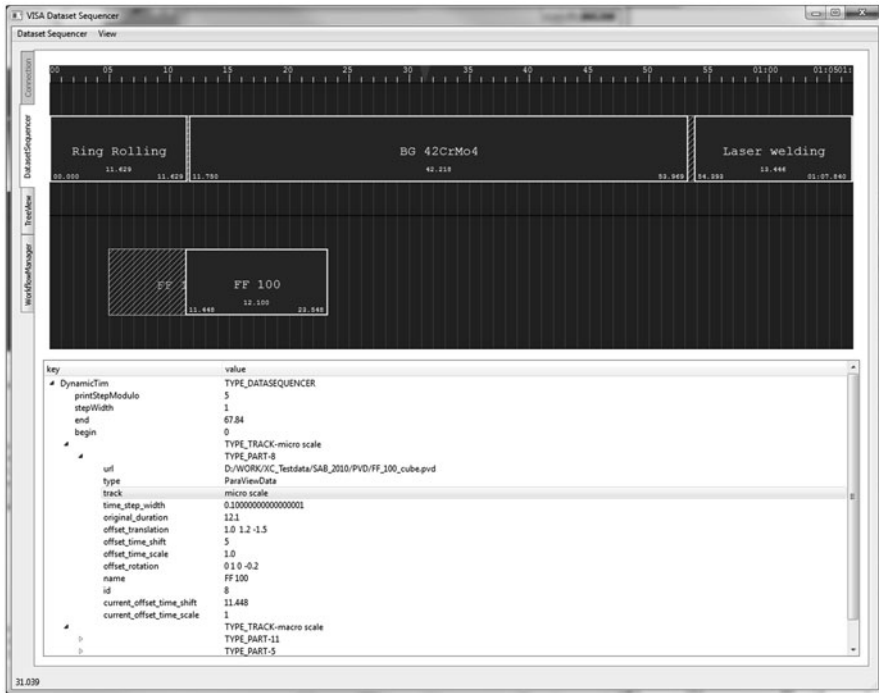 VISA Dataset Sequencer
Dataset Sequencer View
Connection
DatasetSequencer
TreeView
WorkflowManager
00 05 10 15 20 25 30 35 40 45 50 55 01:00 01:05 01:
Ring Rolling BG 42CrMo4 Laser welding
11.629 42.218 13.446
00.000 11.629 11.750 53.969 54.393 01:07.840
FF 1 FF 100
12.100
11.448 23.548
key value
DynamicTim TYPE_DATASEQUENCER
printStepModulo 5
stepWidth 1
end 67.84
begin 0
TYPE_TRACK-micro scale
TYPE_PART-8
url D:/WORK/XC_Testdata/SAB_2010/PVD/FF_100_cube.pvd
type ParaViewData
track micro scale
time_step_width 0.10000000000000001
original_duration 12.1
offset_translation 1.0 1.2 -1.5
offset_time_shift 5
offset_time_scale 1.0
offset_rotation 0 1 0 -0.2
name FF 100
id 8
current_offset_time_shift 11.448
current_offset_time_scale 1
TYPE_TRACK-macro scale
TYPE_PART-11
TYPE_PART-5
31.039